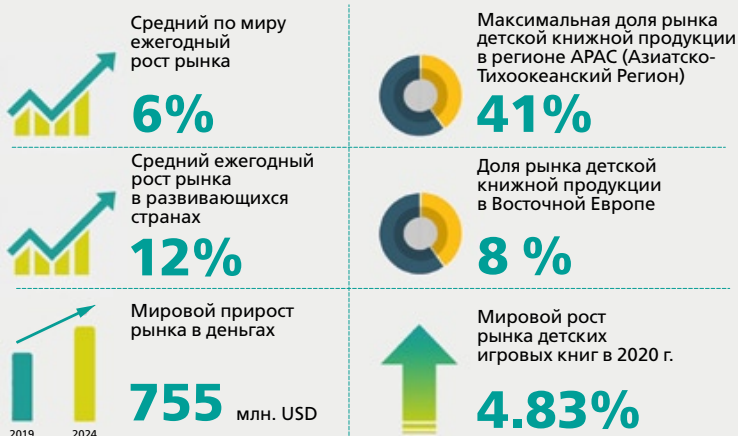 Средний по миру
ежегодный
рост рынка
6%
Максимальная доля рынка
детской книжной продукции
в регионе APAC (Азиатско-
Тихоокеанский Регион)
41%
Средний ежегодный
рост рынка
в развивающихся
странах
12%
Доля рынка детской
книжной продукции
в Восточной Европе
8 %
Мировой прирост
рынка в деньгах
755 млн. USD
2019 2024
Мировой рост
рынка детских
игровых книг в 2020 г.
4.83%